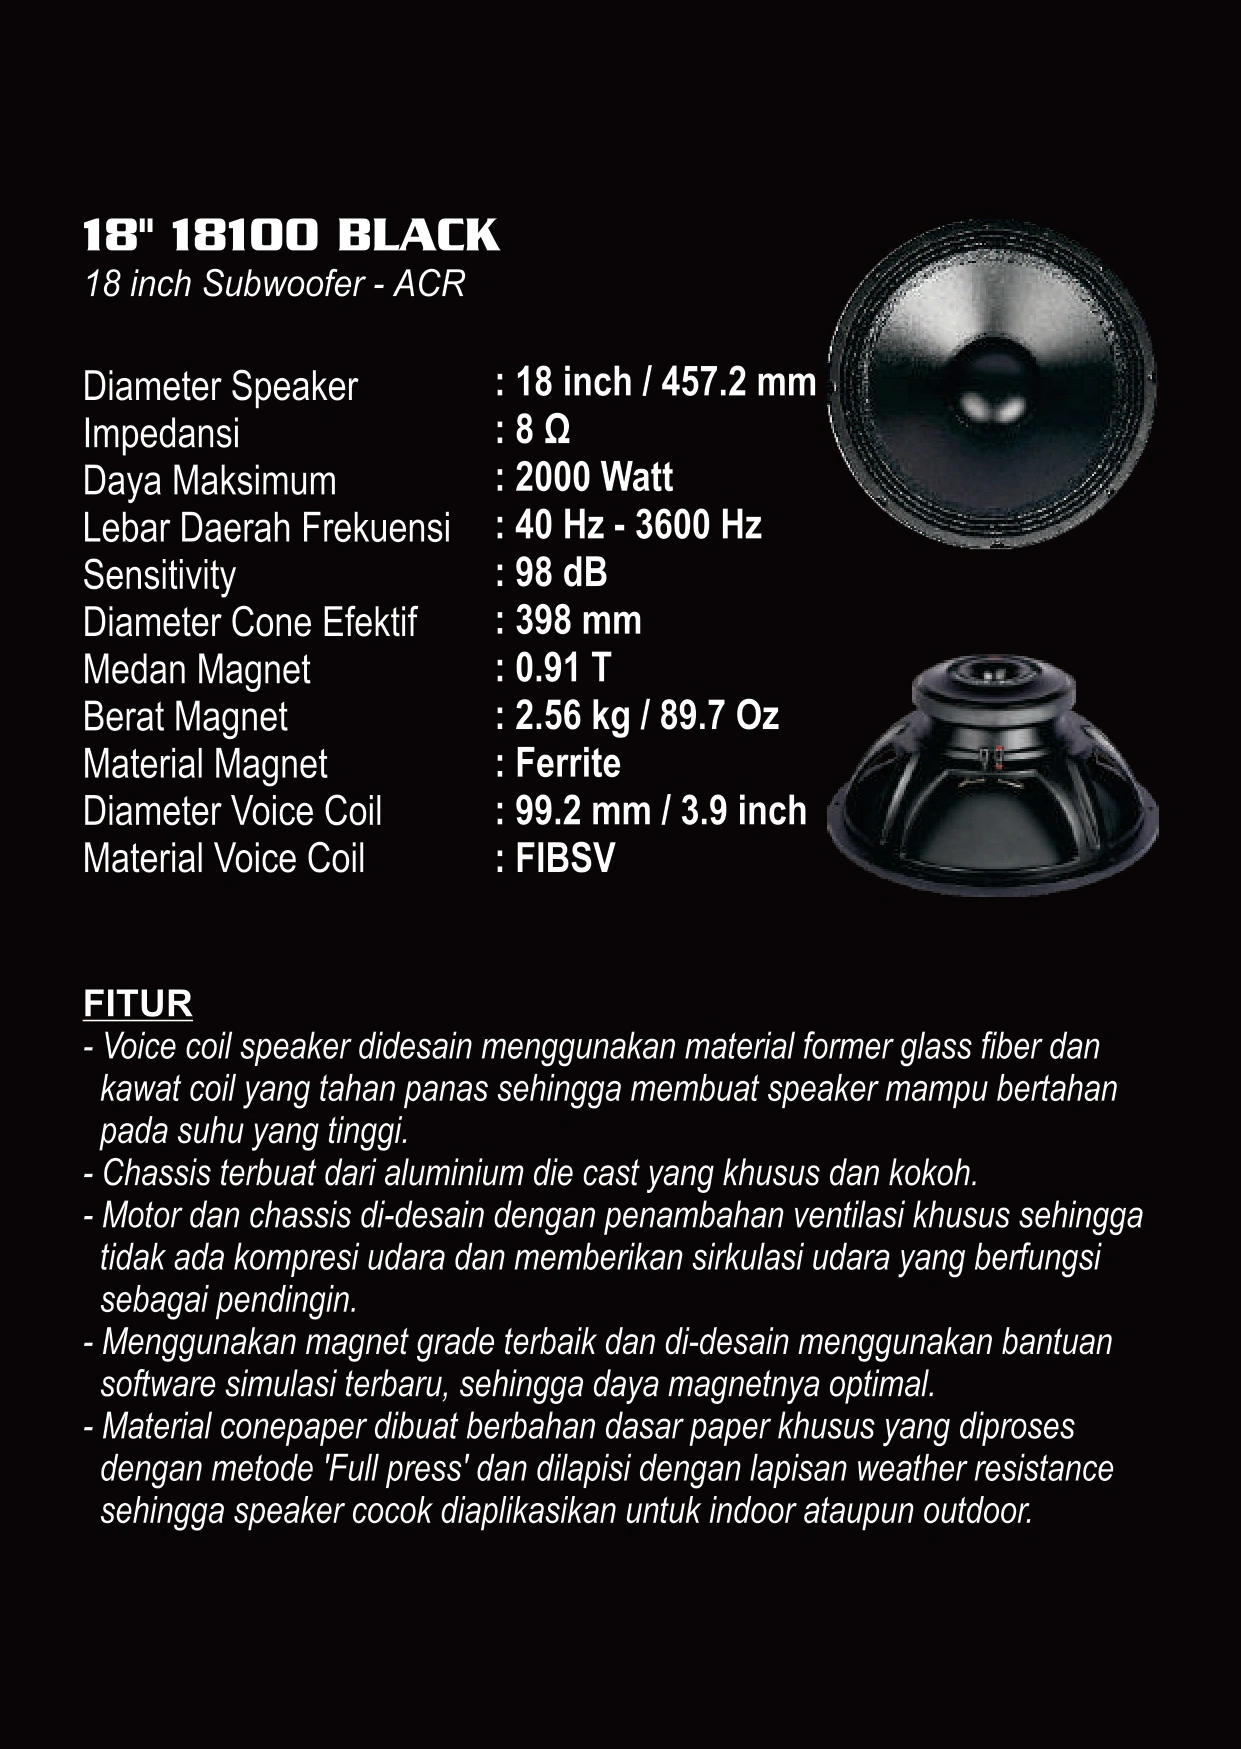 18" 18100 BLACK
18 inch Subwoofer - ACR
Diameter Speaker : 18 inch / 457.2 mm
Impedansi : 8 Ω
Daya Maksimum : 2000 Watt
Lebar Daerah Frekuensi : 40 Hz - 3600 Hz
Sensitivity : 98 dB
Diameter Cone Efektif : 398 mm
Medan Magnet : 0.91 T
Berat Magnet : 2.56 kg / 89.7 Oz
Material Magnet : Ferrite
Diameter Voice Coil : 99.2 mm / 3.9 inch
Material Voice Coil : FIBSV
FITUR
- Voice coil speaker didesain menggunakan material former glass fiber dan
kawat coil yang tahan panas sehingga membuat speaker mampu bertahan
pada suhu yang tinggi.
- Chassis terbuat dari aluminium die cast yang khusus dan kokoh.
- Motor dan chassis di-desain dengan penambahan ventilasi khusus sehingga
tidak ada kompresi udara dan memberikan sirkulasi udara yang berfungsi
sebagai pendingin.
- Menggunakan magnet grade terbaik dan di-desain menggunakan bantuan
software simulasi terbaru, sehingga daya magnetnya optimal.
- Material conepaper dibuat berbahan dasar paper khusus yang diproses
dengan metode 'Full press' dan dilapisi dengan lapisan weather resistance
sehingga speaker cocok diaplikasikan untuk indoor ataupun outdoor.